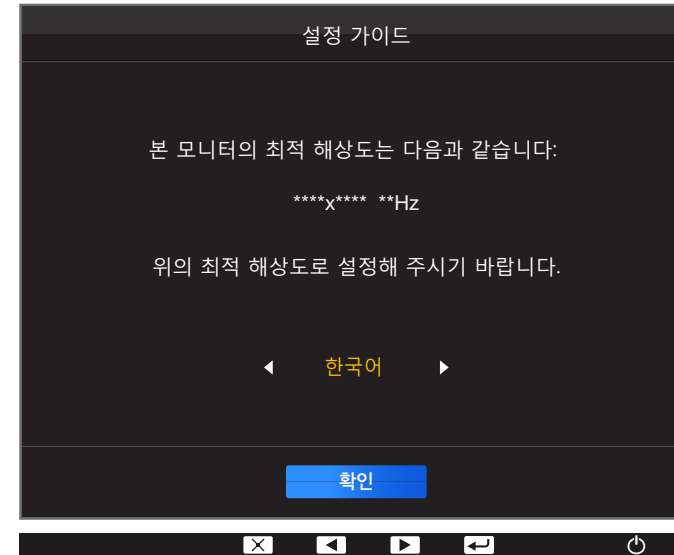 설정 가이드
본 모니터의 최적 해상도는 다음과 같습니다:
****x**** **Hz
위의 최적 해상도로 설정해 주시기 바랍니다.
한국어
확인